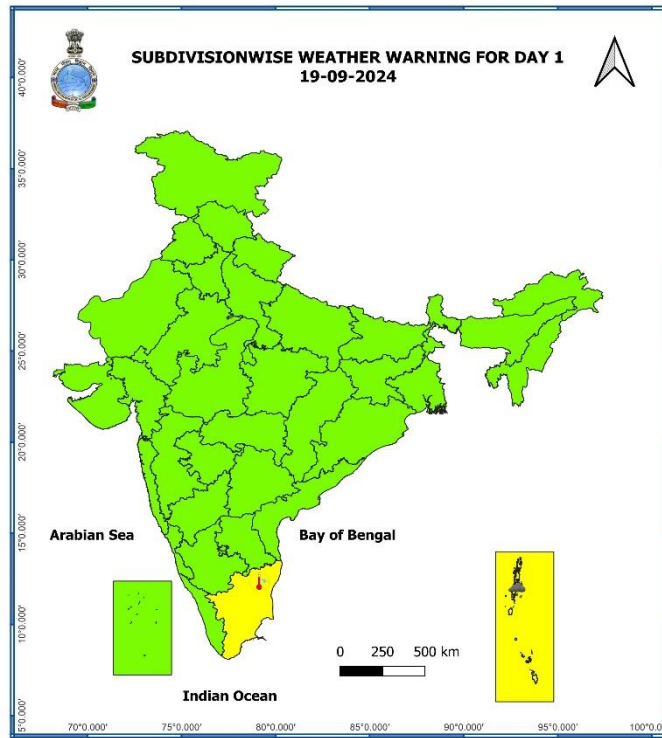 SUBDIVISIONWISE WEATHER WARNING FOR DAY 1
19-09-2024
40°0.000'
35°0.000'
30°0.000'
25°0.000'
20°0.000'
15°0.000'
10°0.000'
5°0.000'
Arabian Sea
Bay of Bengal
0 250 500 km
Indian Ocean
70°0.000' 75°0.000' 80°0.000' 85°0.000' 90°0.000' 95°0.000' 100°0.000'